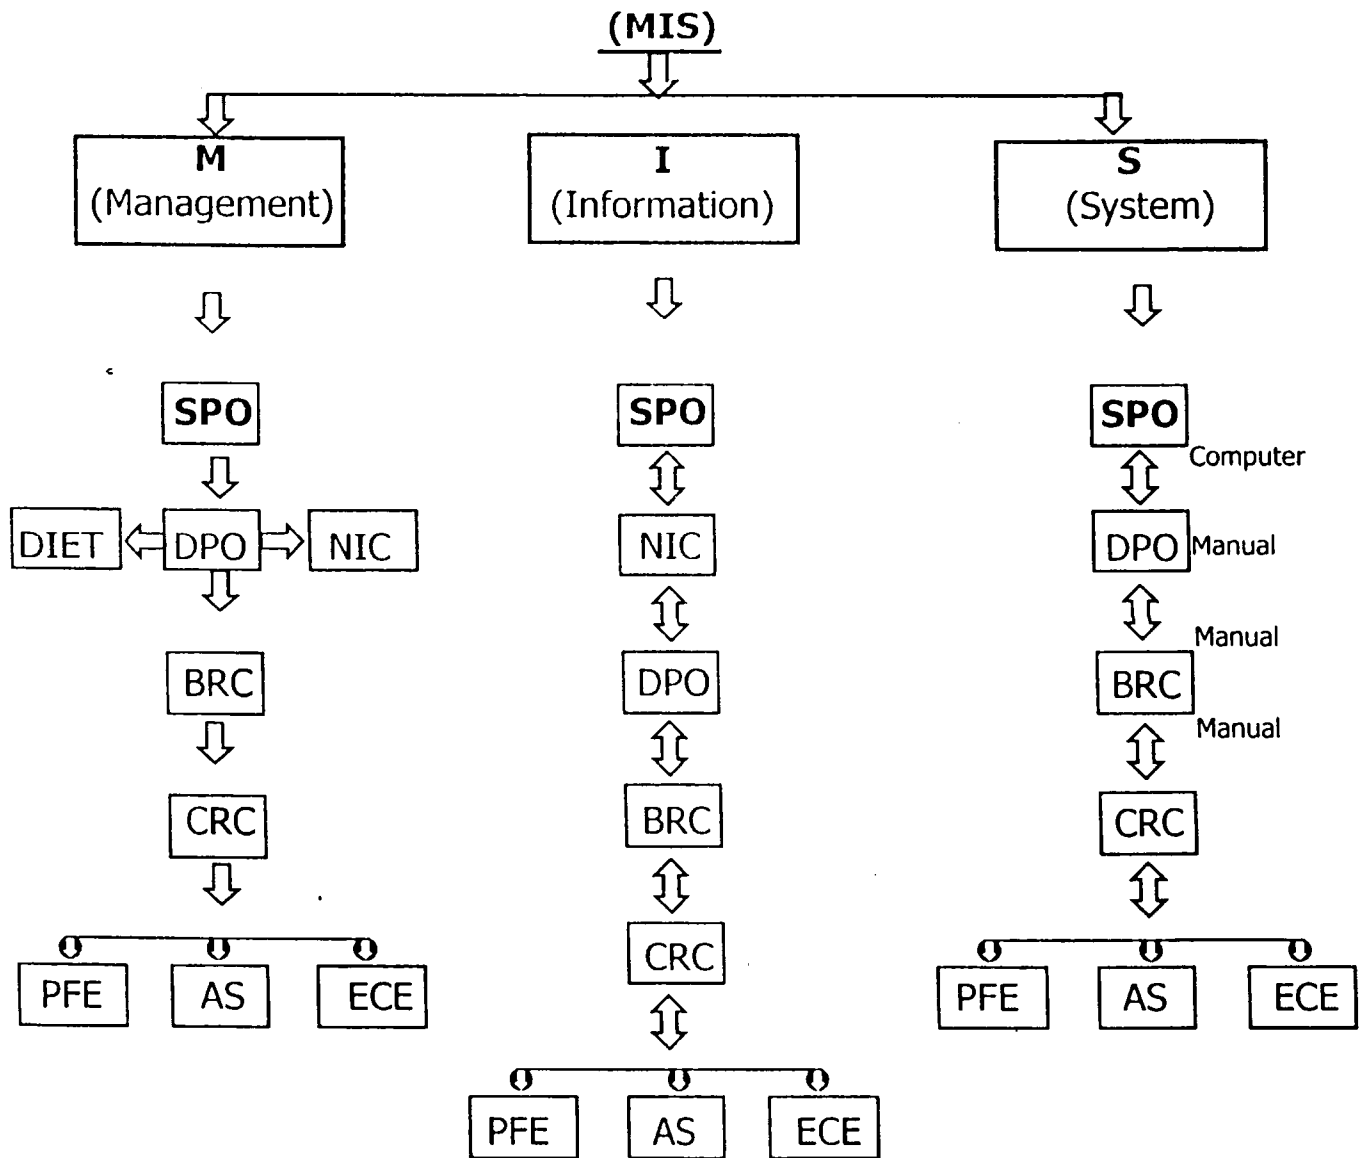 (MIS)
M
(Management)
I
(Information)
S
(System)
SPO
SPO
SPO
Computer
DIET
DPO
NIC
NIC
DPO
Manual
BRC
DPO
Manual
BRC
Manual
CRC
BRC
CRC
PFE
AS
ECE
CRC
PFE
AS
ECE
PFE
AS
ECE